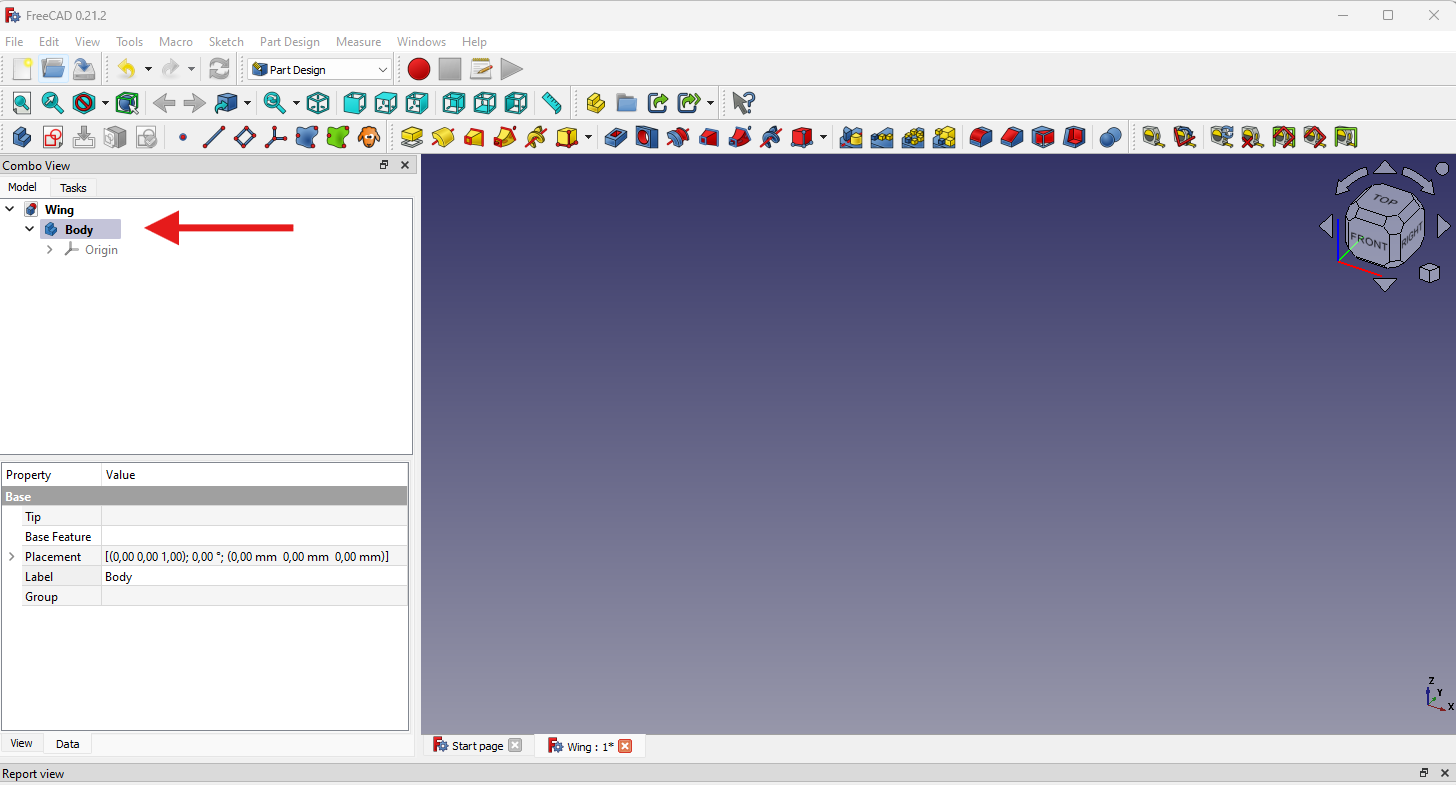 FreeCAD 0.21.2
File Edit View Tools Macro Sketch Part Design Measure Windows Help
Part Design
Combo View
Model Tasks
Wing
Body
Origin
TOP
FRONT
RIGHT
Property Value
Base
Tip
Base Feature
Placement [(0,00 0,00 1,00); 0,00 °; (0,00 mm 0,00 mm 0,00 mm)]
Label Body
Group
Z
Y
X
View Data
Start page
Wing : 1*
Report view